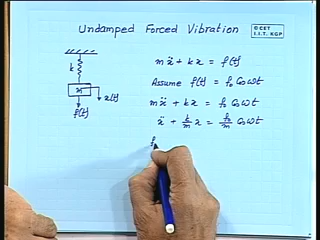 Undamped Forced Vibration
© CET
I.I.T. KGP
k
m
x(t)
f(t)
mẍ + kx = f(t)
Assume f(t) = f₀ Cos ωt
mẍ + kx = f₀ Cos ωt
ẍ + k/m x = f₀/m Cos ωt
f